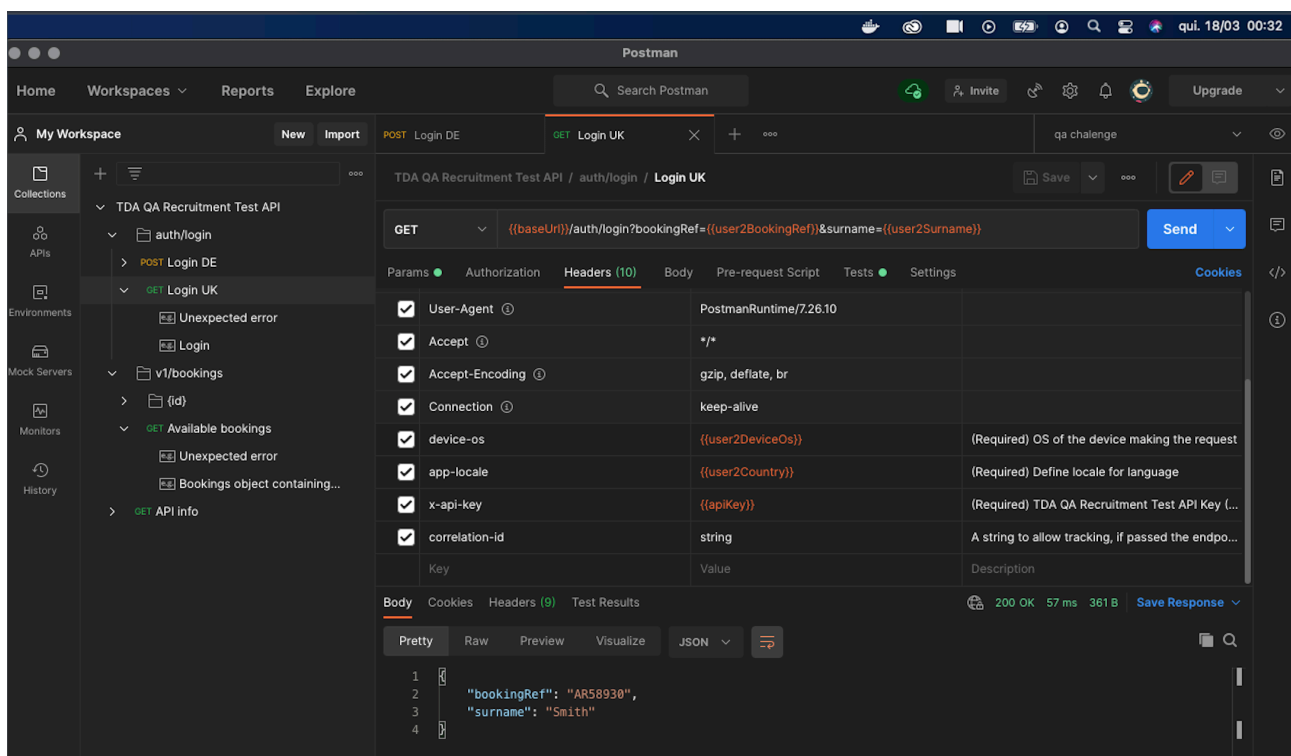 qui. 18/03 00:32
Postman
Home Workspaces Reports Explore Search Postman Invite Upgrade
My Workspace New Import POST Login DE GET Login UK qa chalenge
Collections
TDA QA Recruitment Test API / auth/login / Login UK Save
TDA QA Recruitment Test API
auth/login
POST Login DE
GET Login UK
Unexpected error
Login
v1/bookings
{id}
GET Available bookings
Unexpected error
Bookings object containing...
GET API info
APIs
Environments
Mock Servers
Monitors
History
GET {{baseUrl}}/auth/login?bookingRef={{user2BookingRef}}&surname={{user2Surname}} Send
Params Authorization Headers (10) Body Pre-request Script Tests Settings Cookies
User-Agent PostmanRuntime/7.26.10
Accept */*
Accept-Encoding gzip, deflate, br
Connection keep-alive
device-os {{user2DeviceOs}} (Required) OS of the device making the request
app-locale {{user2Country}} (Required) Define locale for language
x-api-key {{apiKey}} (Required) TDA QA Recruitment Test API Key (...
correlation-id string A string to allow tracking, if passed the endpo...
Key Value Description
Body Cookies Headers (9) Test Results 200 OK 57 ms 361 B Save Response
Pretty Raw Preview Visualize JSON
1 {
2 "bookingRef": "AR58930",
3 "surname": "Smith"
4 }